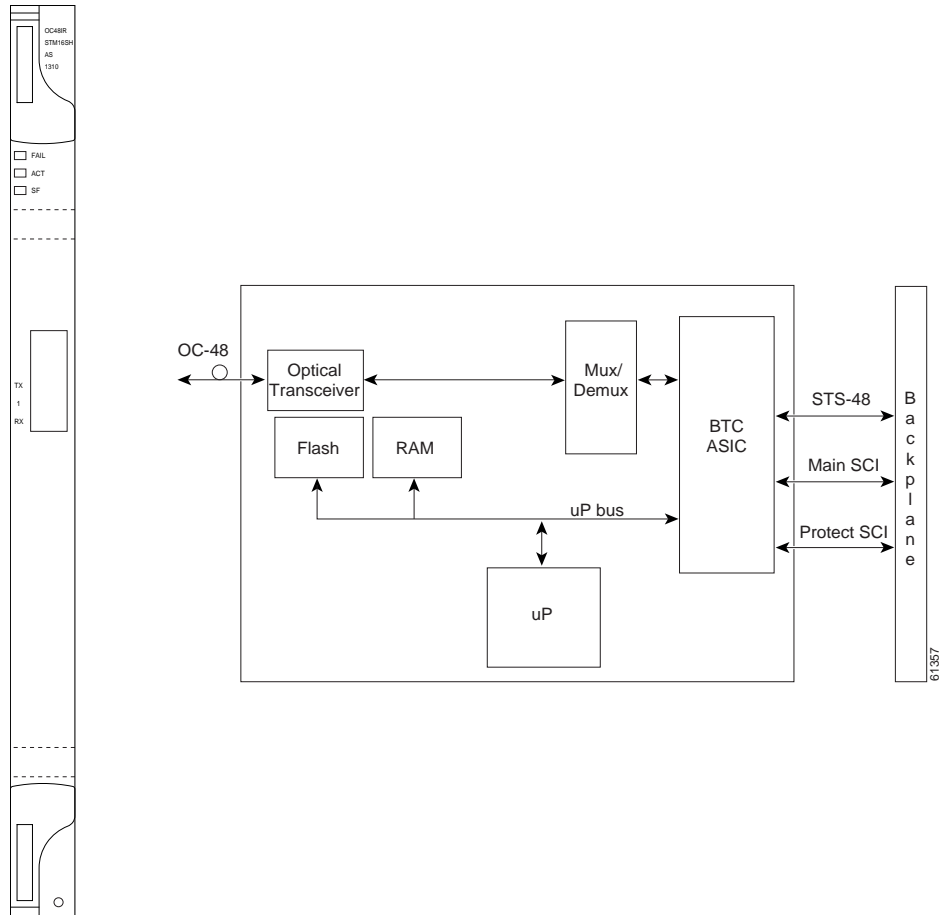 OC48IR
STM16SH
AS
1310
FAIL
ACT
SF
TX
1
RX
OC-48
Optical
Transceiver
Flash
RAM
uP bus
uP
Mux/
Demux
BTC
ASIC
STS-48
Main SCI
Protect SCI
Backplane
61357